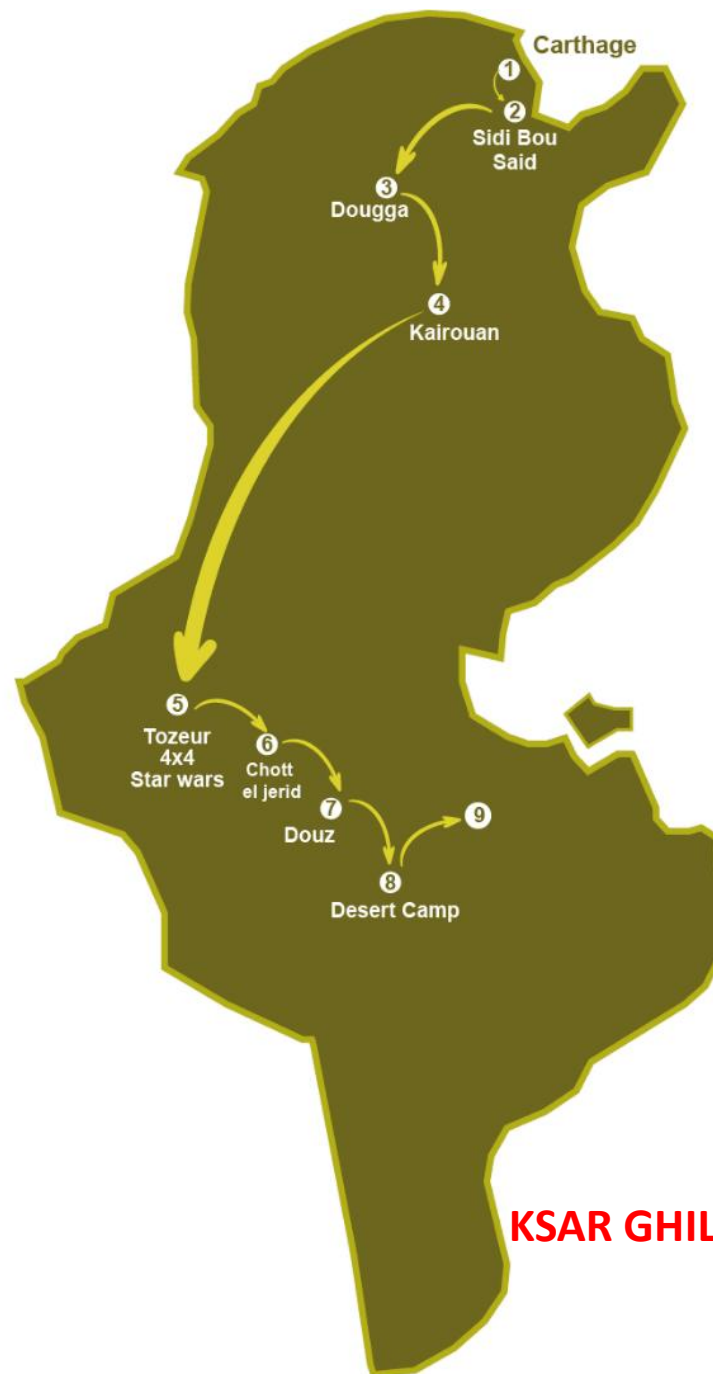 Carthage
1
2
Sidi Bou
Said
3
Dougga
4
Kairouan
5
Tozeur
4x4
Star wars
6
Chott
el jerid
7
Douz
8
Desert Camp
9
KSAR GHIL